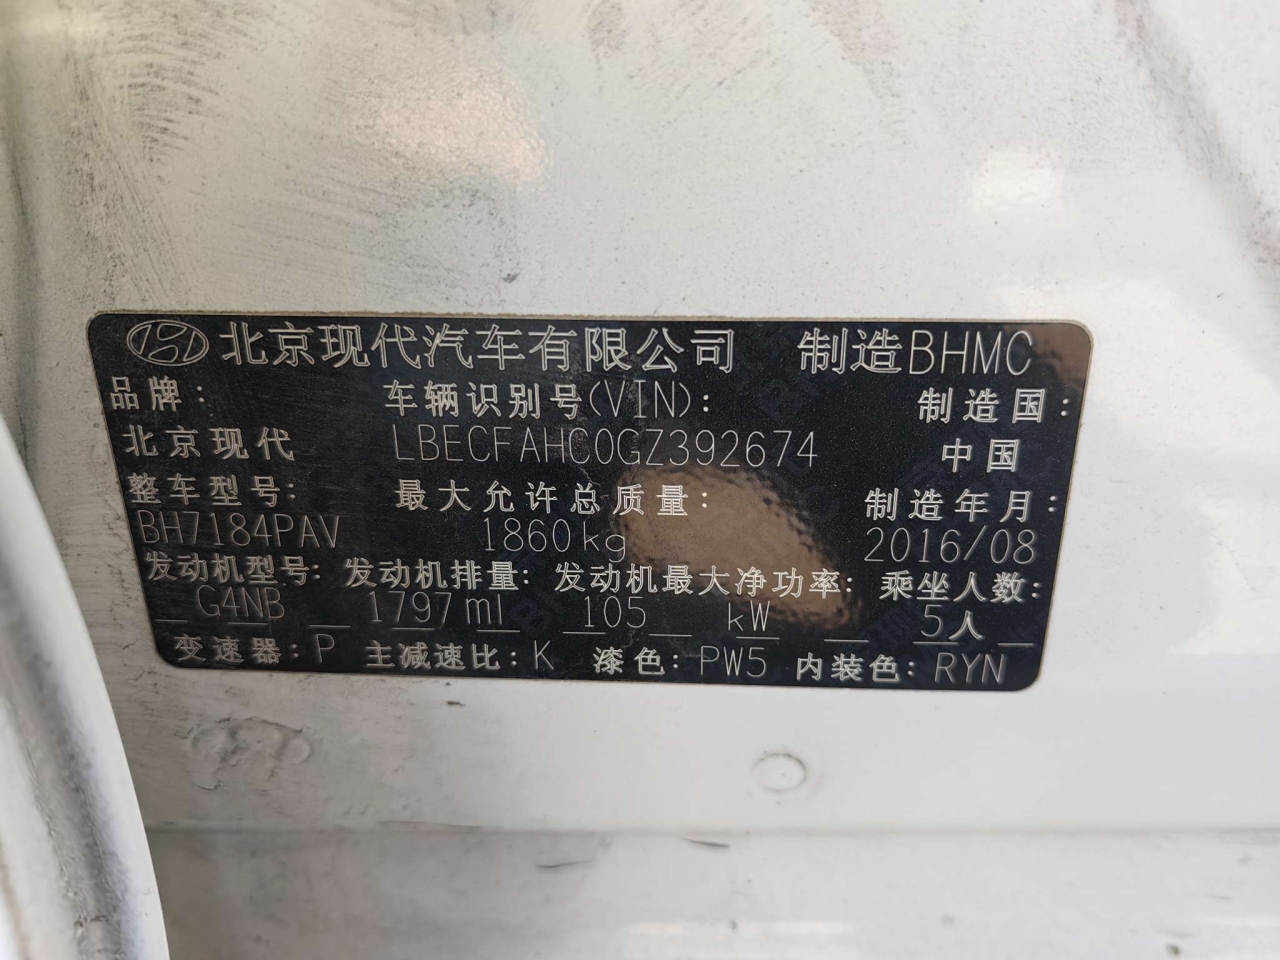 北京现代汽车有限公司 制造BHMC
品牌： 车辆识别号(VIN)： 制造国：
北京现代 LBECFAHC0GZ392674 中国
整车型号： 最大允许总质量： 制造年月：
BH7184PAV 1860kg 2016/08
发动机型号： 发动机排量： 发动机最大净功率： 乘坐人数：
G4NB 1797ml 105 kW 5人
变速器：P 主减速比：K 漆色：PW5 内装色：RYN